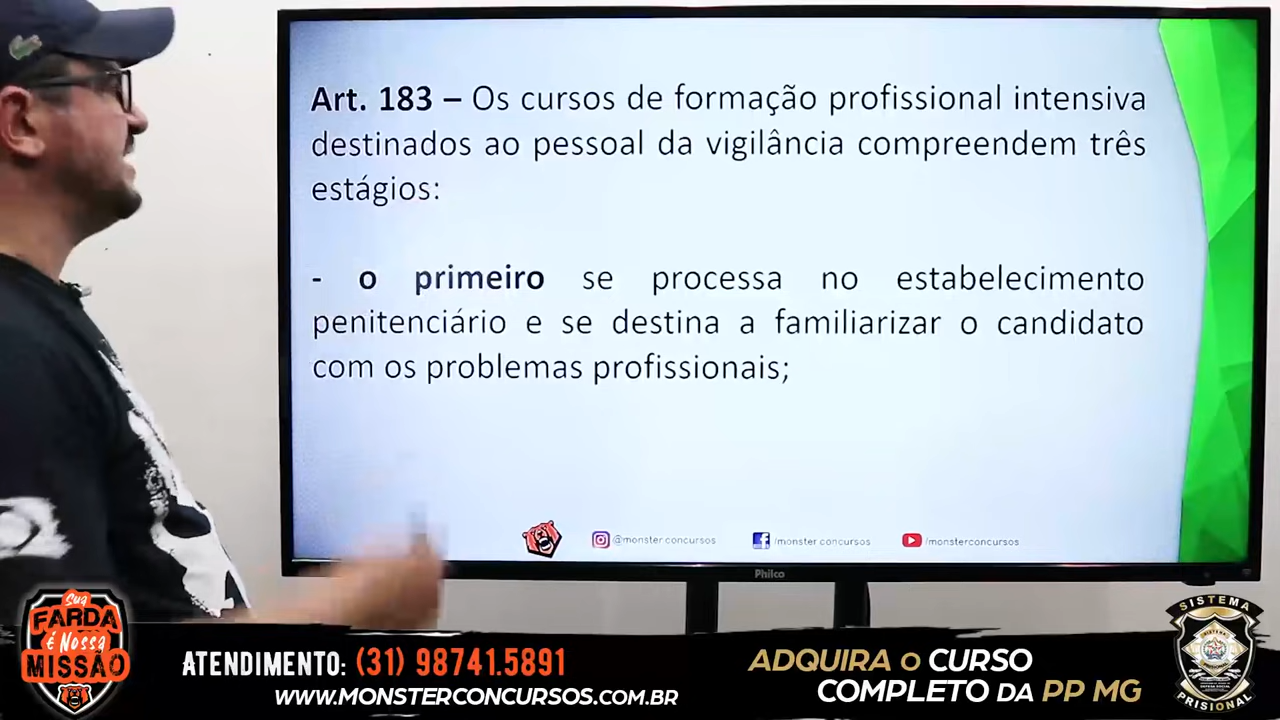 Art. 183 – Os cursos de formação profissional intensiva
destinados ao pessoal da vigilância compreendem três
estágios:
- o primeiro se processa no estabelecimento
penitenciário e se destina a familiarizar o candidato
com os problemas profissionais;
@monster.concursos
/monster.concursos
/monsterconcursos
Philco
Sua
FARDA
é Nossa
MISSÃO
ATENDIMENTO: (31) 98741.5891
WWW.MONSTERCONCURSOS.COM.BR
ADQUIRA O CURSO
COMPLETO DA PP MG
SISTEMA
PRISIONAL